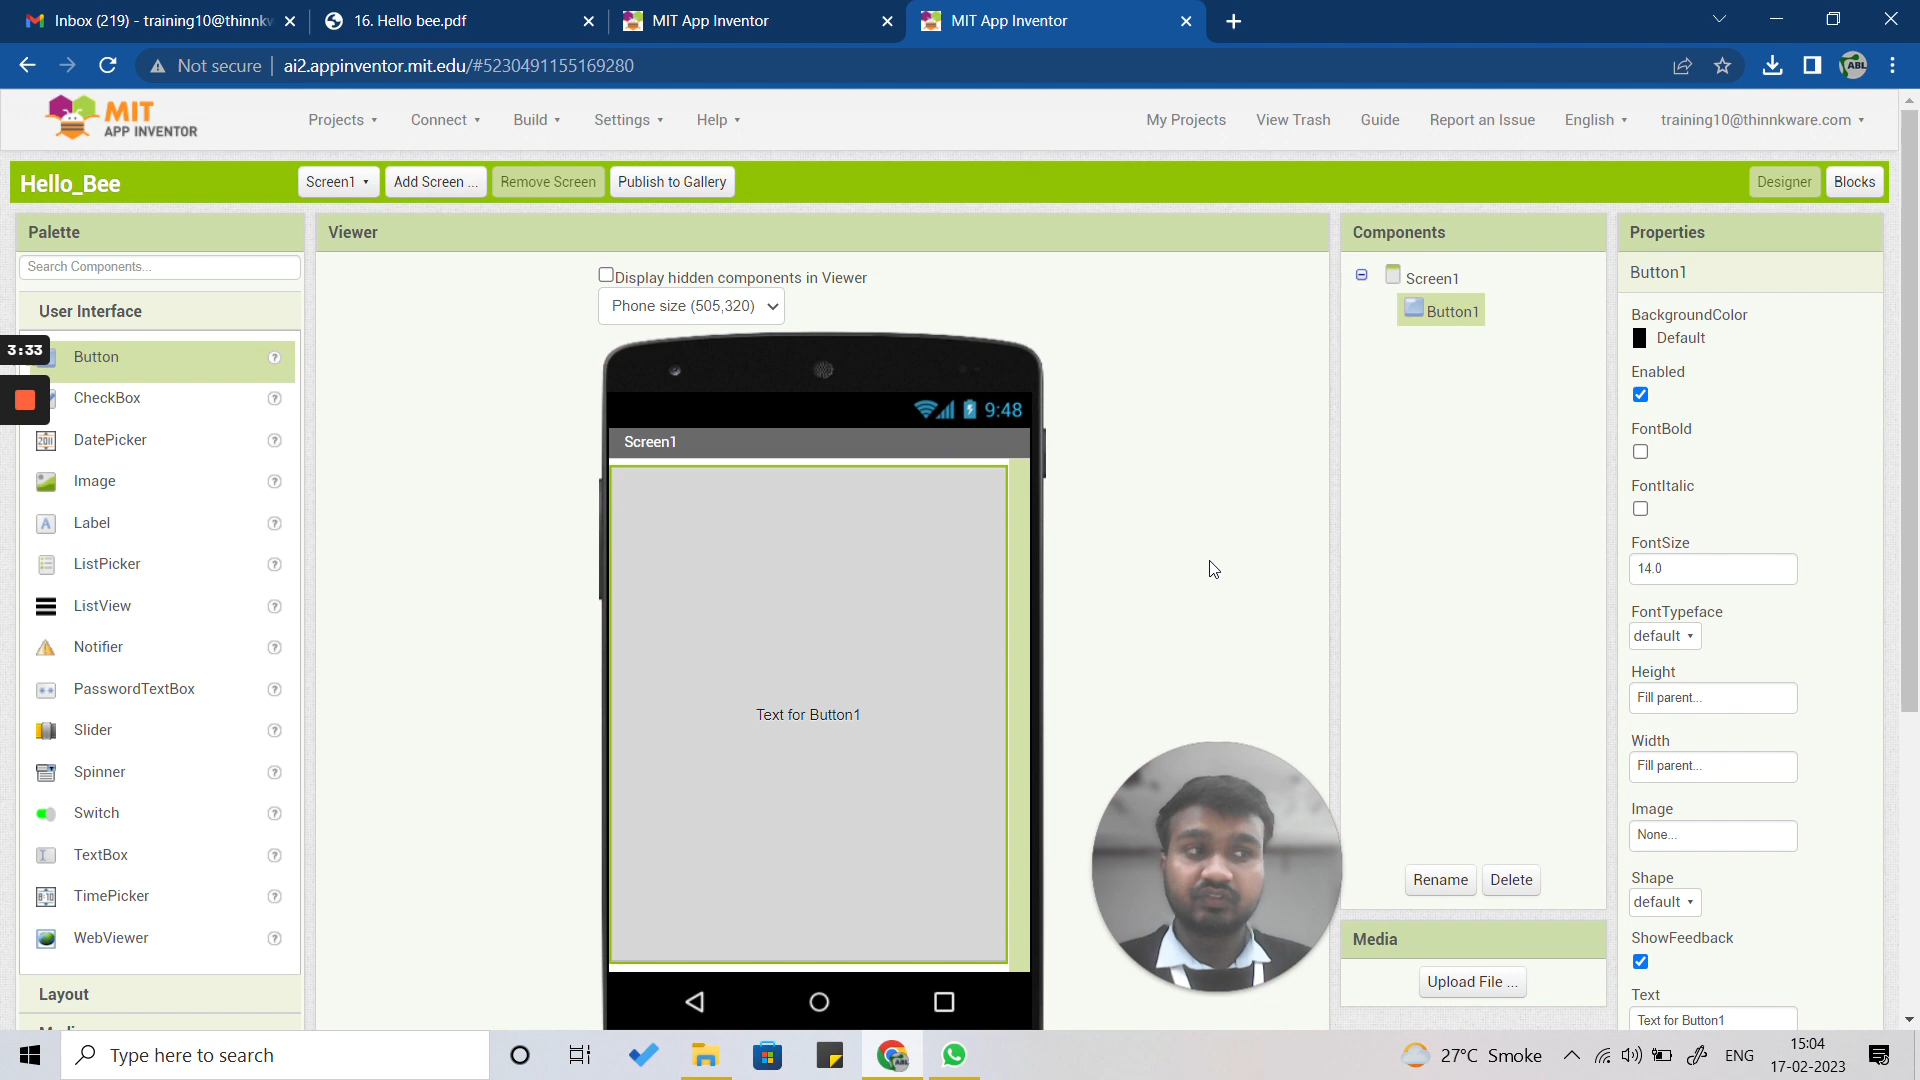 Inbox (219) - training10@thinnkw
16. Hello bee.pdf
MIT App Inventor
MIT App Inventor
Not secure
ai2.appinventor.mit.edu/#5230491155169280
ABL
MIT
APP INVENTOR
Projects
Connect
Build
Settings
Help
My Projects
View Trash
Guide
Report an Issue
English
training10@thinnkware.com
Hello_Bee
Screen1
Add Screen ...
Remove Screen
Publish to Gallery
Designer
Blocks
Palette
Search Components...
User Interface
3:33
Button
CheckBox
DatePicker
Image
Label
ListPicker
ListView
Notifier
PasswordTextBox
Slider
Spinner
Switch
TextBox
TimePicker
WebViewer
Layout
Viewer
Display hidden components in Viewer
Phone size (505,320)
9:48
Screen1
Text for Button1
Components
Screen1
Button1
Rename
Delete
Media
Upload File ...
Properties
Button1
BackgroundColor
Default
Enabled
FontBold
FontItalic
FontSize
14.0
FontTypeface
default
Height
Fill parent...
Width
Fill parent...
Image
None...
Shape
default
ShowFeedback
Text
Text for Button1
Type here to search
27°C Smoke
ENG
15:04
17-02-2023